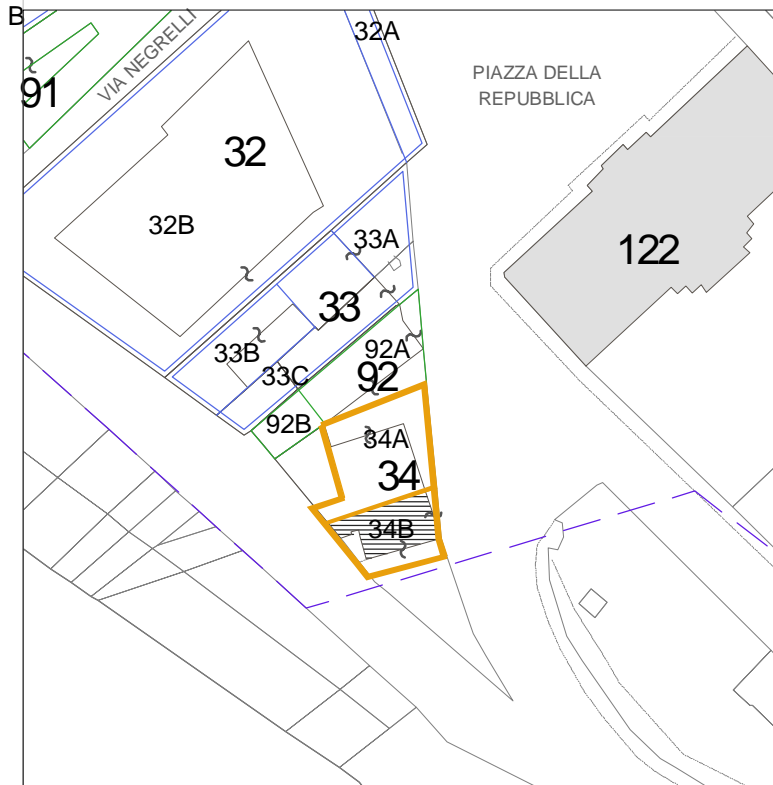 B
32A
VIA NEGRELLI
PIAZZA DELLA
REPUBBLICA
91
32
32B
33A
122
33
33B
92A
33C
92
92B
34A
34
34B